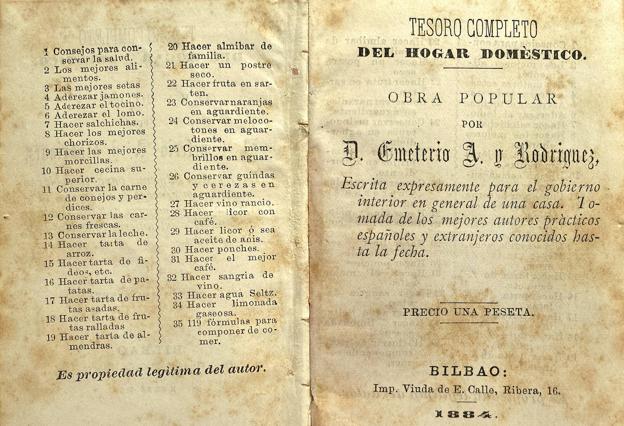 1 Consejos para con-
servar la salud.
2 Los mejores ali-
mentos.
3 Las mejores setas
4 Aderezar jamones.
5 Aderezar el tocino.
6 Aderezar el lomo.
7 Hacer salchichas.
8 Hacer los mejores
chorizos.
9 Hacer las mejores
morcillas.
10 Hacer cecina su-
perior.
11 Conservar la carne
de conejos y per-
dices.
12 Conservar las car-
nes frescas.
13 Conservar la leche.
14 Hacer tarta de
arroz.
15 Hacer tarta de fi-
deos, etc.
16 Hacer tarta de pa-
tatas.
17 Hacer tarta de fru-
tas asadas.
18 Hacer tarta de fru-
tas ralladas
19 Hacer tarta de al-
mendras.
20 Hacer almibar de
familia.
21 Hacer un postre
seco.
22 Hacer fruta en sar-
ten.
23 Conservar naranjas
en aguardiente.
24 Conservar meloco-
tones en aguar-
diente.
25 Conservar mem-
brillos en aguar-
diente.
26 Conservar guindas
y cerezas en
aguardiente.
27 Hacer vino rancio.
28 Hacer licor con
café.
29 Hacer licor ó sea
aceite de anis.
30 Hacer ponches.
31 Hacer el mejor
café.
32 Hacer sangria de
vino.
33 Hacer agua Seltz.
34 Hacer limonada
gaseosa.
35 119 fórmulas para
componer de co-
mer.
Es propiedad legitima del autor.
TESORO COMPLETO
DEL HOGAR DOMÈSTICO.
OBRA POPULAR
POR
D. Emeterio A. y Rodriguez,
Escrita expresamente para el gobierno
interior en general de una casa. To-
mada de los mejores autores pràcticos
españoles y extranjeros conocidos has-
ta la fecha.
PRECIO UNA PESETA.
BILBAO:
Imp. Viuda de E. Calle, Ribera, 16.
1884.